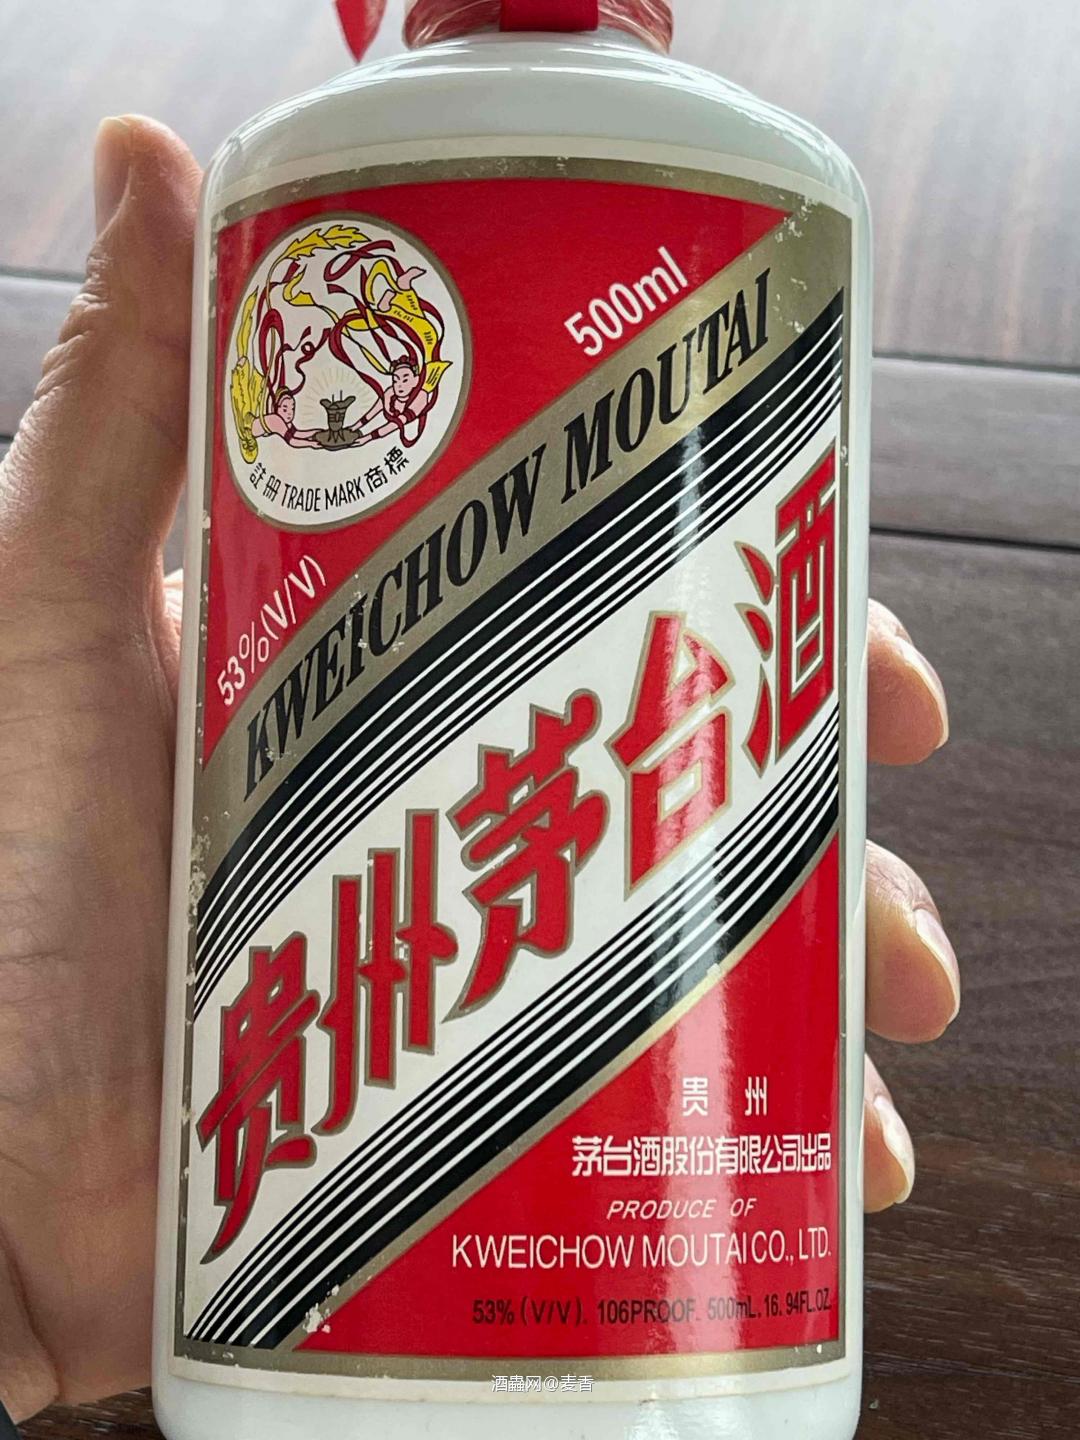 註册 TRADE MARK 商標
500ml
53%(V/V)
KWEICHOW MOUTAI
贵州茅台酒
贵州
茅台酒股份有限公司出品
PRODUCE OF
KWEICHOW MOUTAI CO., LTD.
53% (V/V). 106PROOF. 500mL. 16. 94FL.OZ.
酒蟲网@麦香